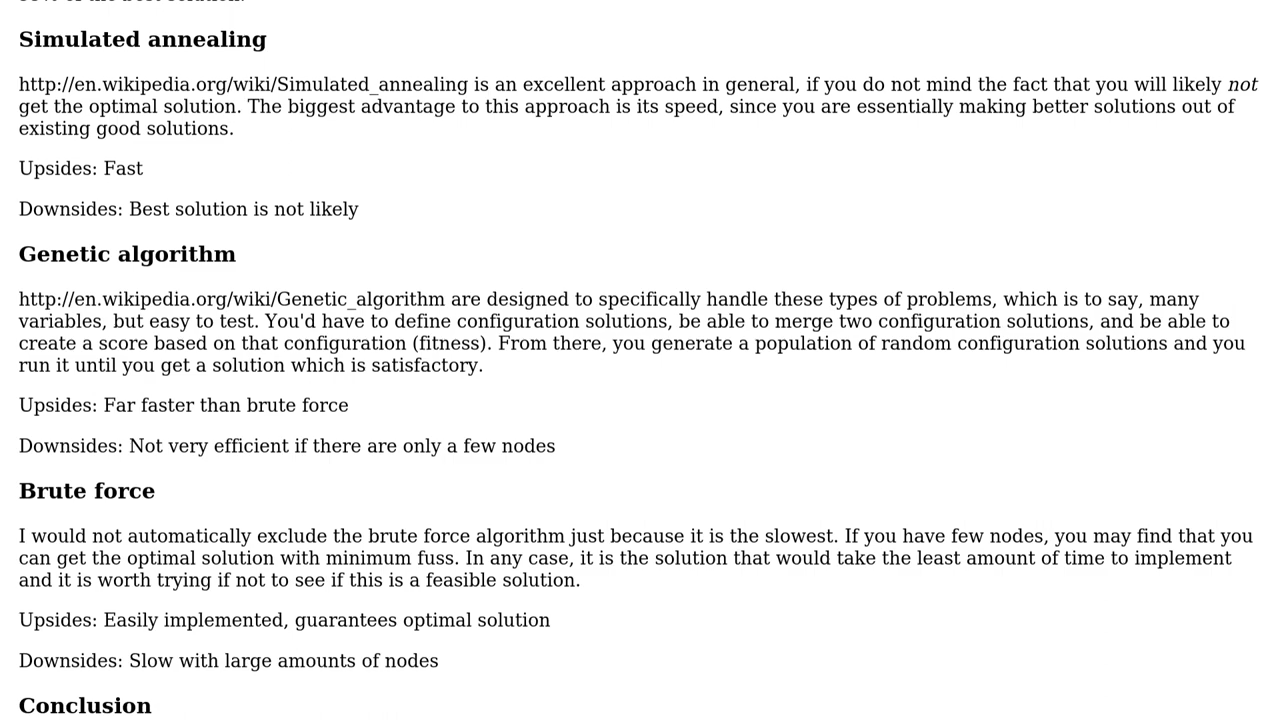 Simulated annealing
http://en.wikipedia.org/wiki/Simulated_annealing is an excellent approach in general, if you do not mind the fact that you will likely not
get the optimal solution. The biggest advantage to this approach is its speed, since you are essentially making better solutions out of
existing good solutions.
Upsides: Fast
Downsides: Best solution is not likely
Genetic algorithm
http://en.wikipedia.org/wiki/Genetic_algorithm are designed to specifically handle these types of problems, which is to say, many
variables, but easy to test. You'd have to define configuration solutions, be able to merge two configuration solutions, and be able to
create a score based on that configuration (fitness). From there, you generate a population of random configuration solutions and you
run it until you get a solution which is satisfactory.
Upsides: Far faster than brute force
Downsides: Not very efficient if there are only a few nodes
Brute force
I would not automatically exclude the brute force algorithm just because it is the slowest. If you have few nodes, you may find that you
can get the optimal solution with minimum fuss. In any case, it is the solution that would take the least amount of time to implement
and it is worth trying if not to see if this is a feasible solution.
Upsides: Easily implemented, guarantees optimal solution
Downsides: Slow with large amounts of nodes
Conclusion